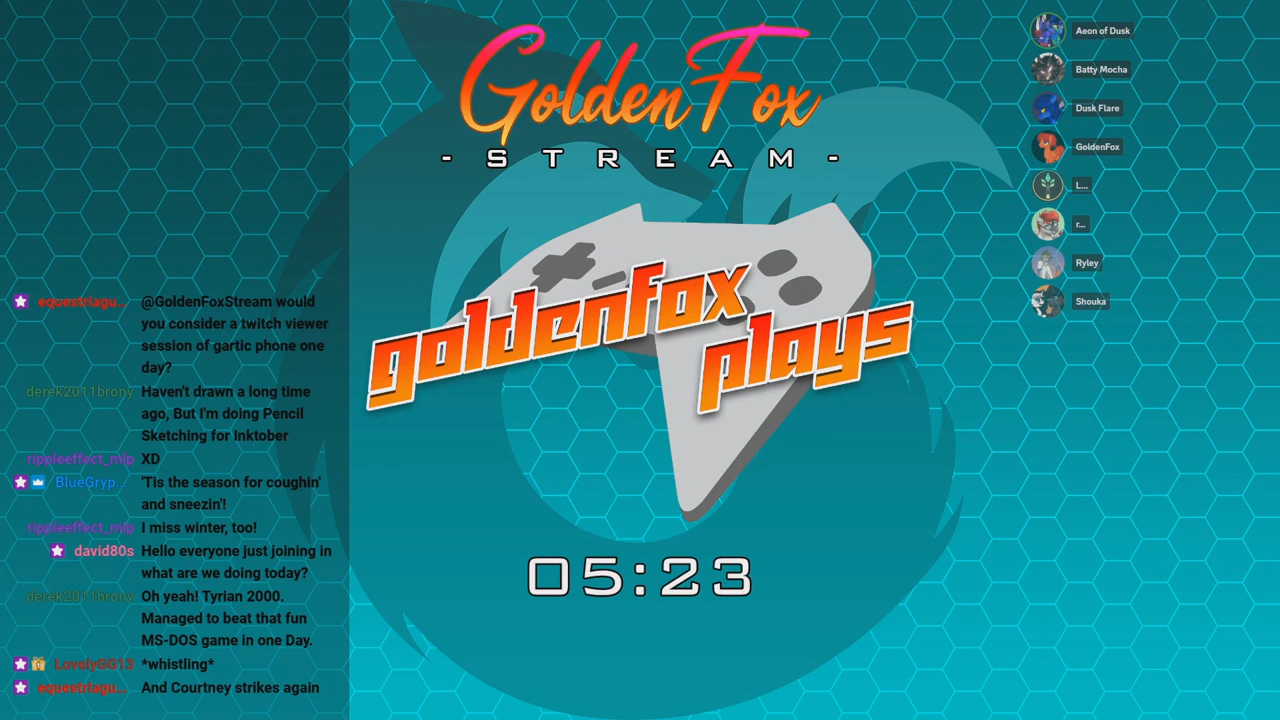 GoldenFox
- STREAM -
goldenfox
plays
05:23
equestriagu... @GoldenFoxStream would
you consider a twitch viewer
session of gartic phone one
day?
derek2011brony Haven't drawn a long time
ago, But I'm doing Pencil
Sketching for Inktober
rippleeffect_mlp XD
BlueGryp... 'Tis the season for coughin'
and sneezin'!
rippleeffect_mlp I miss winter, too!
david80s Hello everyone just joining in
what are we doing today?
derek2011brony Oh yeah! Tyrian 2000.
Managed to beat that fun
MS-DOS game in one Day.
LovelyGG13 *whistling*
equestriagu... And Courtney strikes again
Aeon of Dusk
Batty Mocha
Dusk Flare
GoldenFox
L...
r...
Ryley
Shouka